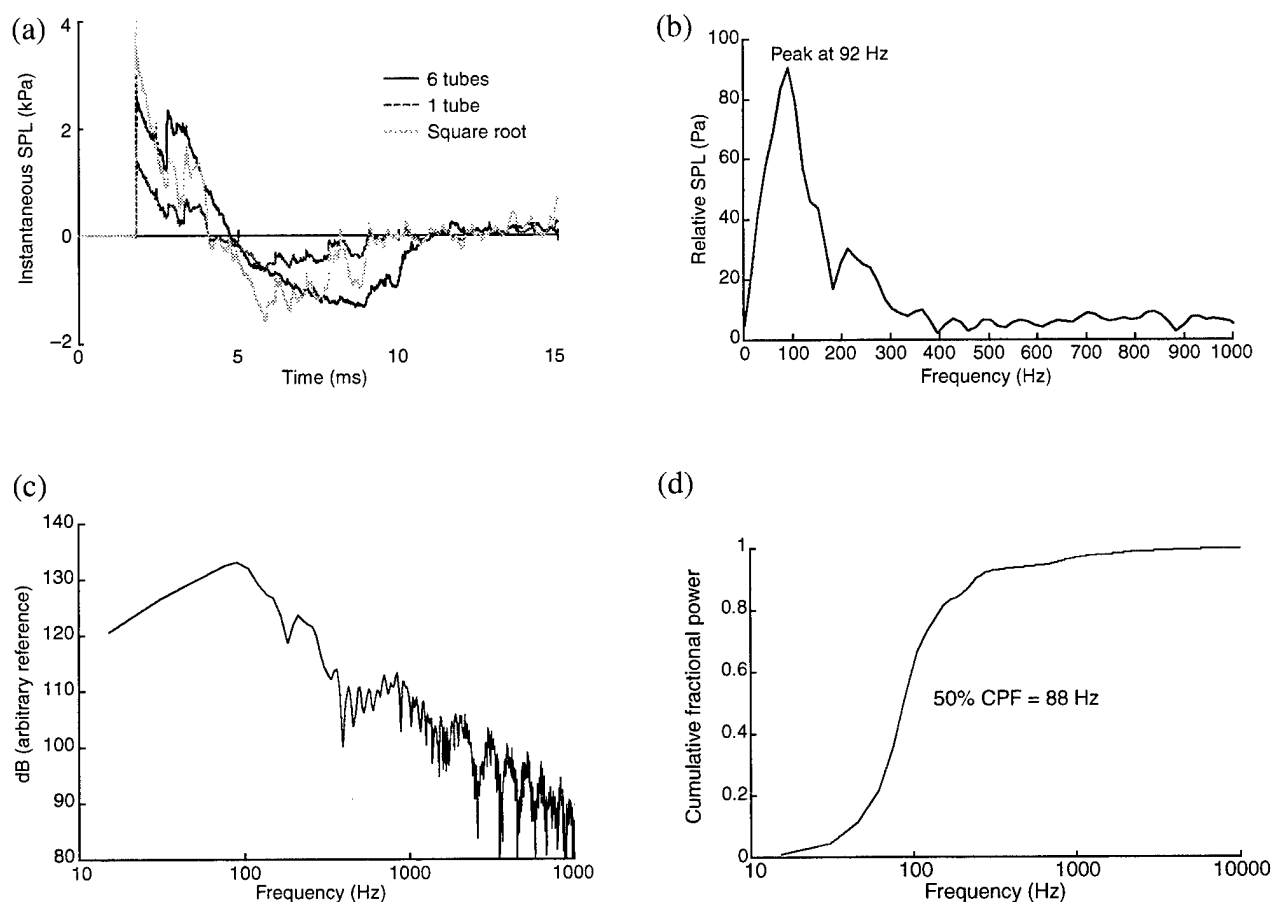 (a)
4
2
0
–2
Instantaneous SPL (kPa)
6 tubes
1 tube
Square root
0
5
10
15
Time (ms)
(b)
100
80
60
40
20
0
Relative SPL (Pa)
Peak at 92 Hz
0 100 200 300 400 500 600 700 800 900 1000
Frequency (Hz)
(c)
140
130
120
110
100
90
80
dB (arbitrary reference)
10 100 1000 1000
Frequency (Hz)
(d)
1
0.8
0.6
0.4
0.2
0
Cumulative fractional power
50% CPF = 88 Hz
10 100 1000 10000
Frequency (Hz)